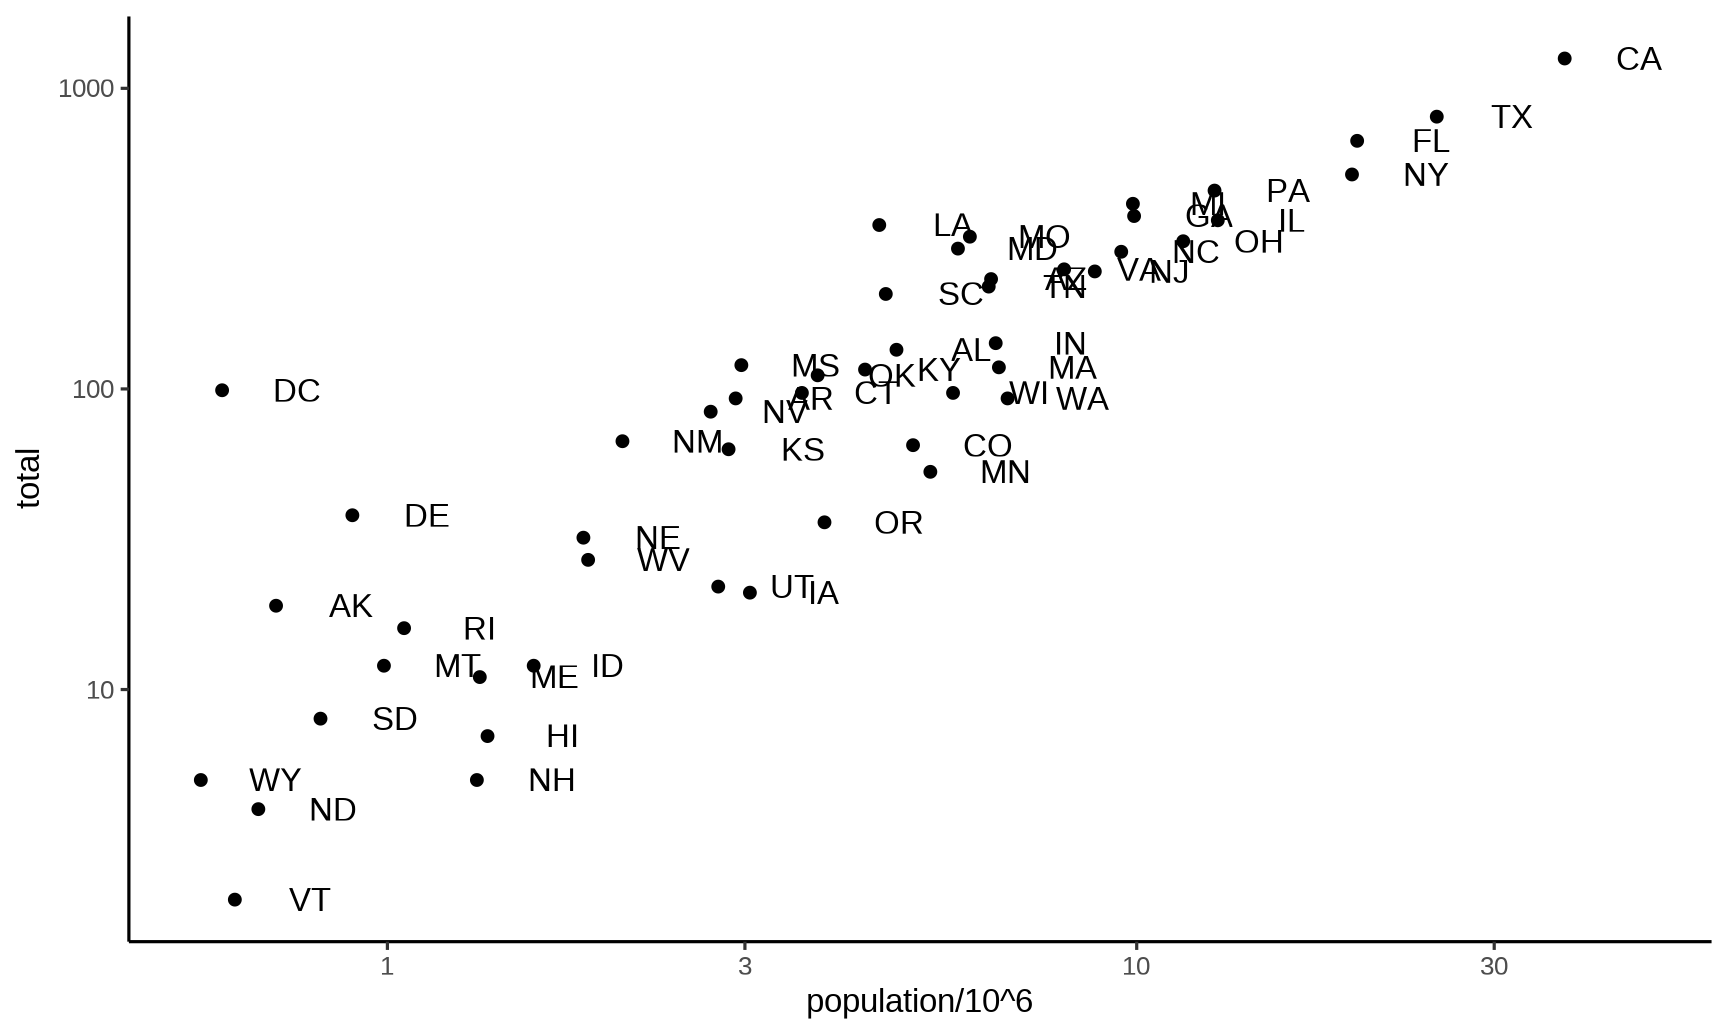 CA
1000
TX
FL
NY
PA
MI
GA
IL
LA
MO
OH
MD
NC
VA
NJ
AZ
TN
SC
IN
AL
MS
MA
KY
OK
100
DC
WI
CT
AR
WA
NV
NM
CO
KS
MN
total
DE
OR
NE
WV
UT
IA
AK
RI
MT
ID
ME
10
SD
HI
WY
NH
ND
VT
1
3
10
30
population/10^6